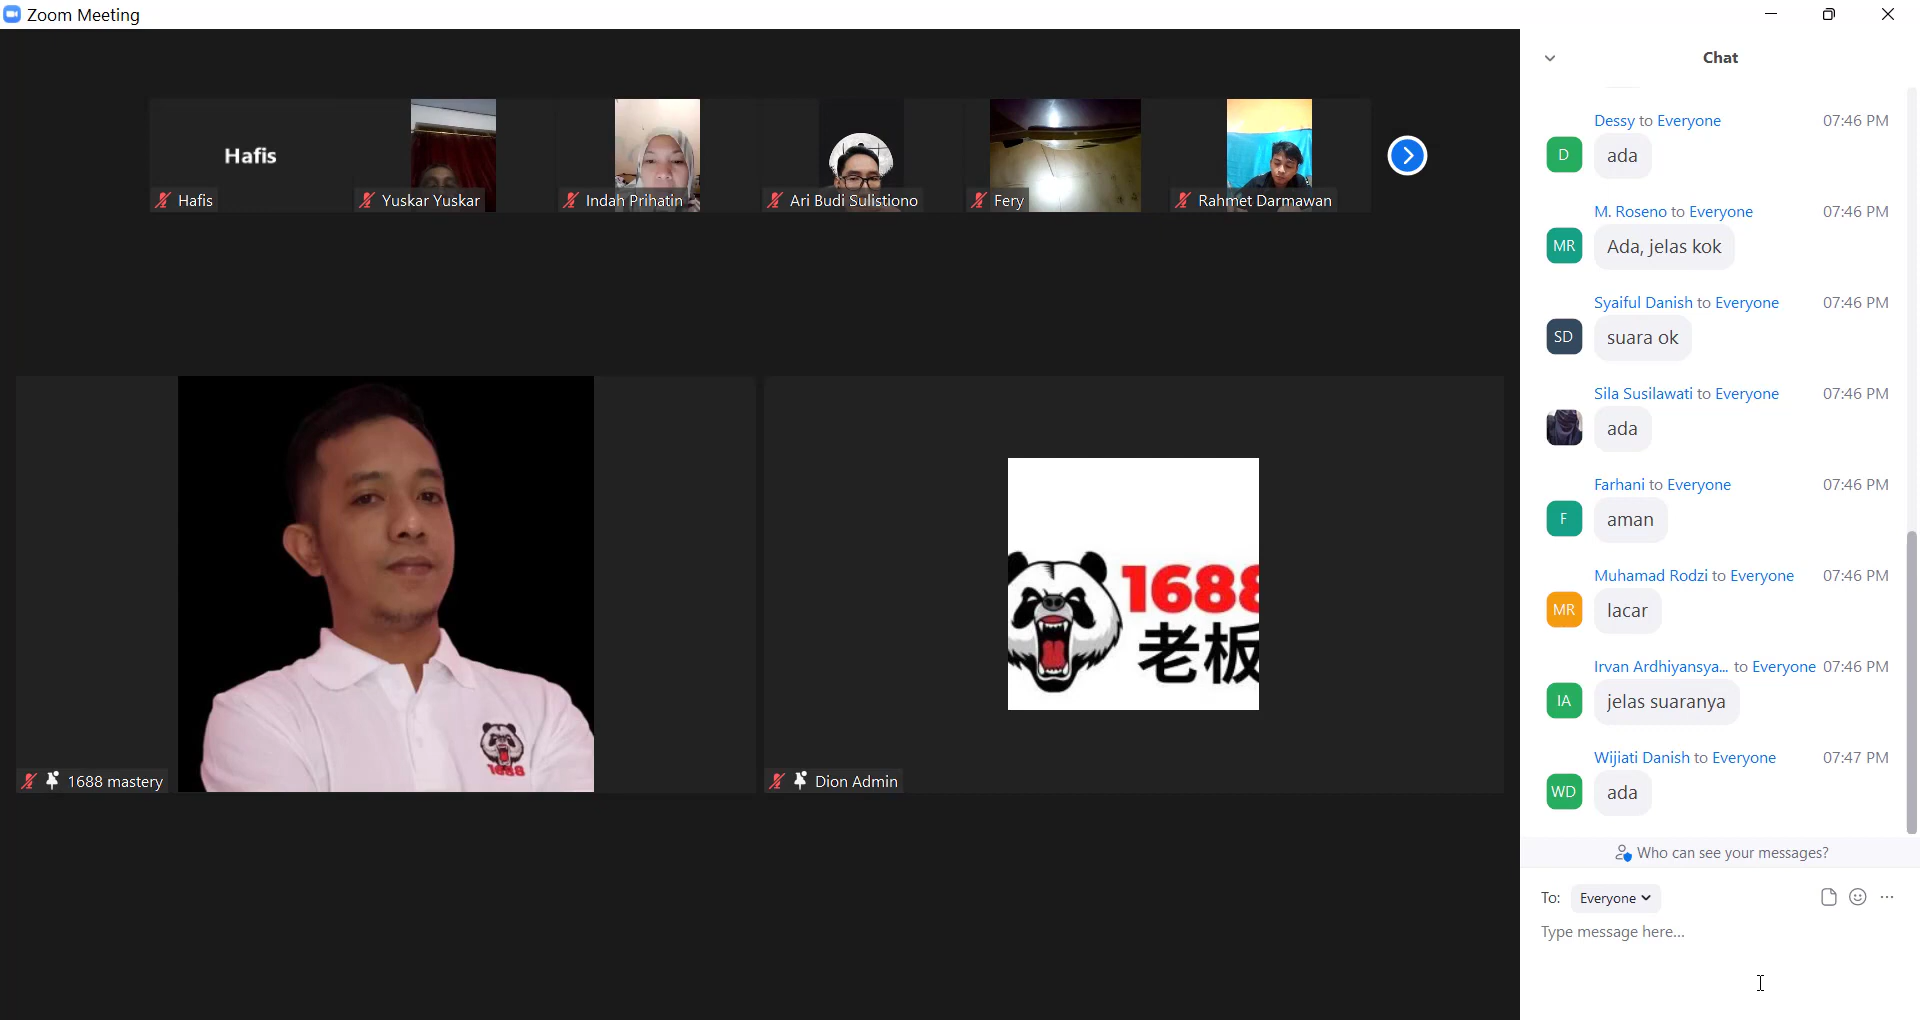 Zoom Meeting
Hafis
Hafis
Yuskar Yuskar
Indah Prihatin
Ari Budi Sulistiono
Fery
Rahmet Darmawan
1688
1688 mastery
1688
老板
Dion Admin
Chat
Dessy to Everyone 07:46 PM
D
ada
M. Roseno to Everyone 07:46 PM
MR
Ada, jelas kok
Syaiful Danish to Everyone 07:46 PM
SD
suara ok
Sila Susilawati to Everyone 07:46 PM
ada
Farhani to Everyone 07:46 PM
F
aman
Muhamad Rodzi to Everyone 07:46 PM
MR
lacar
Irvan Ardhiyansya... to Everyone 07:46 PM
IA
jelas suaranya
Wijiati Danish to Everyone 07:47 PM
WD
ada
Who can see your messages?
To: Everyone
Type message here...